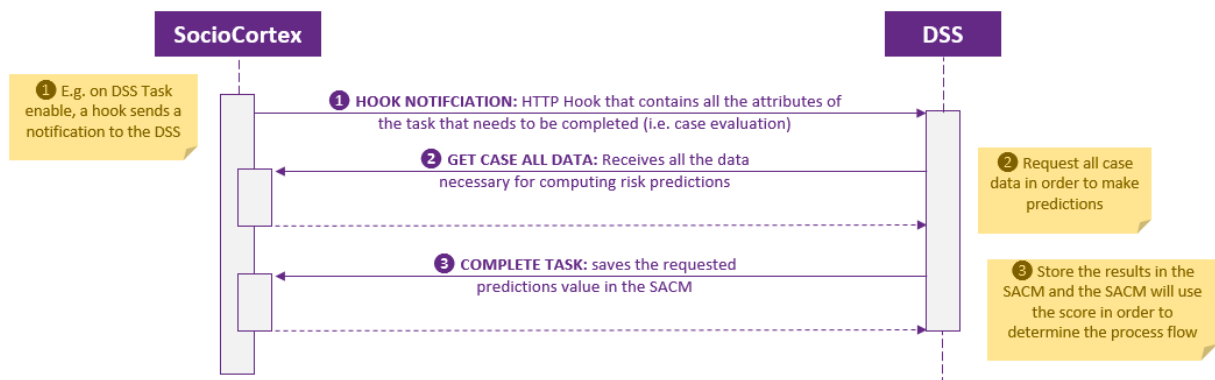 SocioCortex
DSS
1 E.g. on DSS Task
enable, a hook sends a
notification to the DSS
1 HOOK NOTIFCIATION: HTTP Hook that contains all the attributes of
the task that needs to be completed (i.e. case evaluation)
2 GET CASE ALL DATA: Receives all the data
necessary for computing risk predictions
2 Request all case
data in order to make
predictions
3 COMPLETE TASK: saves the requested
predictions value in the SACM
3 Store the results in the
SACM and the SACM will use
the score in order to
determine the process flow